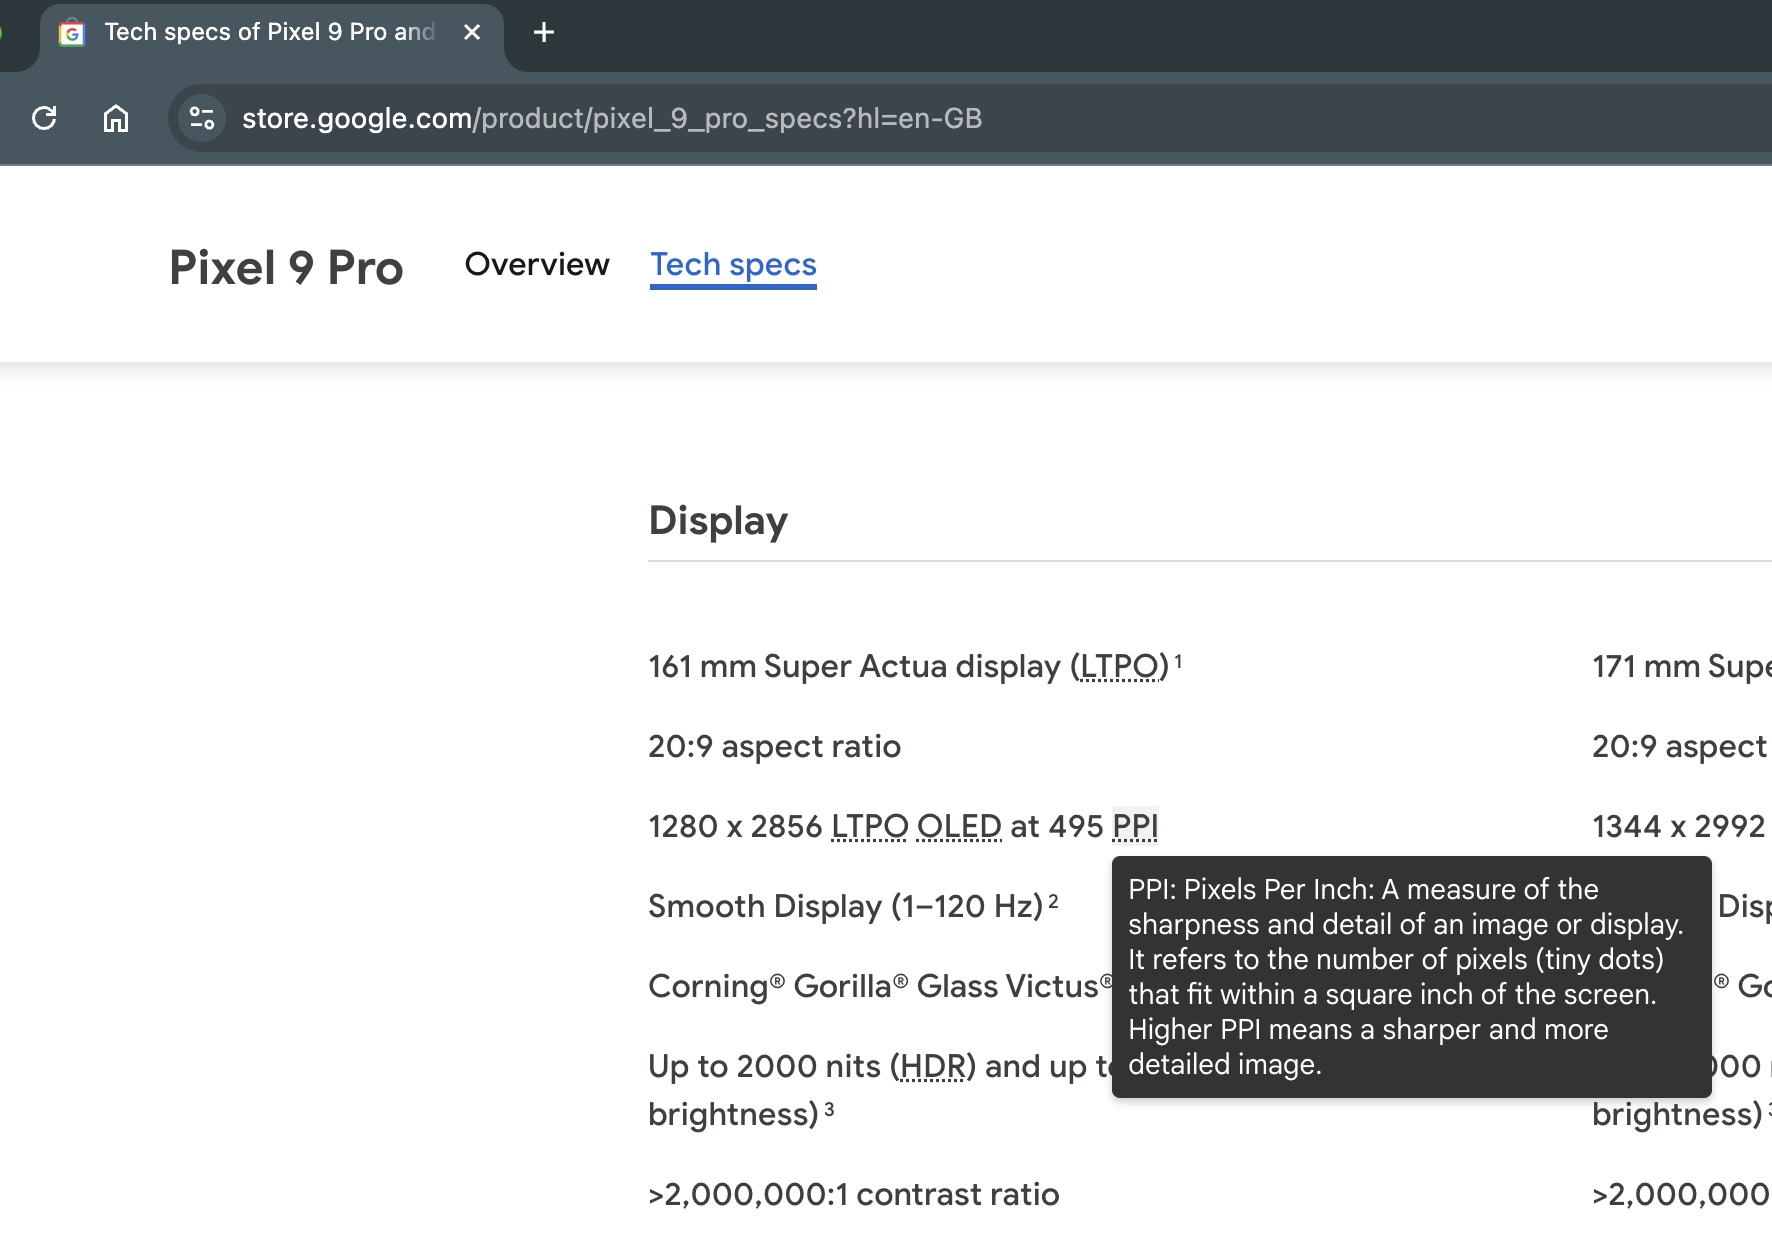 Tech specs of Pixel 9 Pro and
store.google.com/product/pixel_9_pro_specs?hl=en-GB
Pixel 9 Pro
Overview
Tech specs
Display
161 mm Super Actua display (LTPO)¹
171 mm Supe
20:9 aspect ratio
20:9 aspect
1280 x 2856 LTPO OLED at 495 PPI
1344 x 2992
PPI: Pixels Per Inch: A measure of the
sharpness and detail of an image or display.
It refers to the number of pixels (tiny dots)
that fit within a square inch of the screen.
Higher PPI means a sharper and more
detailed image.
Smooth Display (1–120 Hz)²
Disp
Corning® Gorilla® Glass Victus®
® Go
Up to 2000 nits (HDR) and up to
brightness)³
000
brightness)³
>2,000,000:1 contrast ratio
>2,000,000